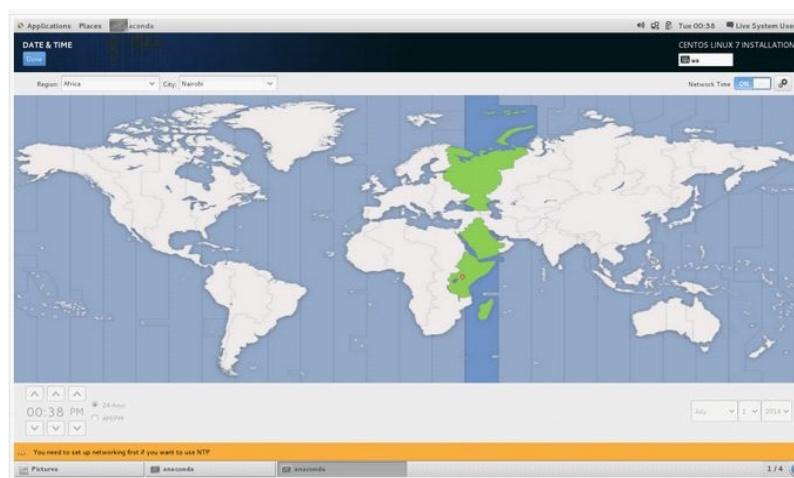 Applications Places anaconda Tue 00:38 Live System User
DATE & TIME CENTOS LINUX 7 INSTALLATION
Done us
Region: Africa City: Nairobi Network Time ON
00:38 PM
24-hour
AM/PM
July 1 2014
You need to set up networking first if you want to use NTP
Pictures anaconda anaconda 1 / 4